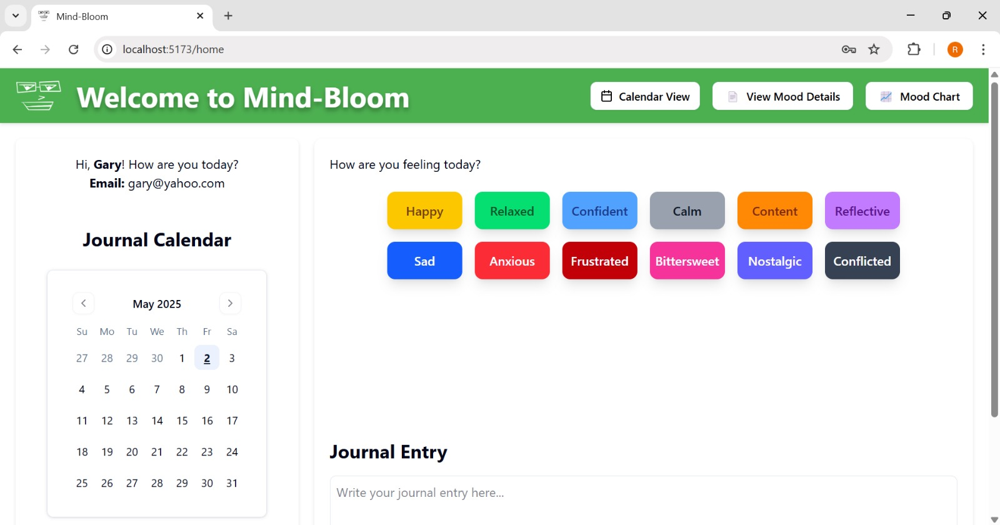 Mind-Bloom
localhost:5173/home
R
Welcome to Mind-Bloom
Calendar View
View Mood Details
Mood Chart
Hi, Gary! How are you today?
Email: gary@yahoo.com
Journal Calendar
May 2025
Su Mo Tu We Th Fr Sa
27 28 29 30 1 2 3
4 5 6 7 8 9 10
11 12 13 14 15 16 17
18 19 20 21 22 23 24
25 26 27 28 29 30 31
How are you feeling today?
Happy Relaxed Confident Calm Content Reflective
Sad Anxious Frustrated Bittersweet Nostalgic Conflicted
Journal Entry
Write your journal entry here...